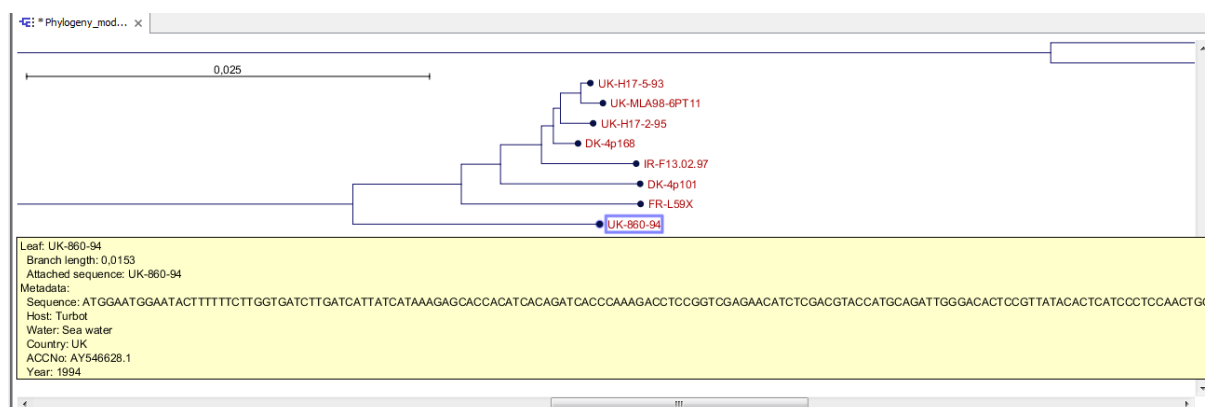 * Phylogeny_mod...
0,025
UK-H17-5-93
UK-MLA98-6PT11
UK-H17-2-95
DK-4p168
IR-F13.02.97
DK-4p101
FR-L59X
UK-860-94
Leaf: UK-860-94
Branch length: 0,0153
Attached sequence: UK-860-94
Metadata:
Sequence: ATGGAATGGAATACTTTTTTCTTGGTGATCTTGATCATTATCATAAAGAGCACCACATCACAGATCACCCAAAGACCTCCGGTCGAGAACATCTCGACGTACCATGCAGATTGGGACACTCCGTTATACACTCATCCCTCCAACTG
Host: Turbot
Water: Sea water
Country: UK
ACCNo: AY546628.1
Year: 1994